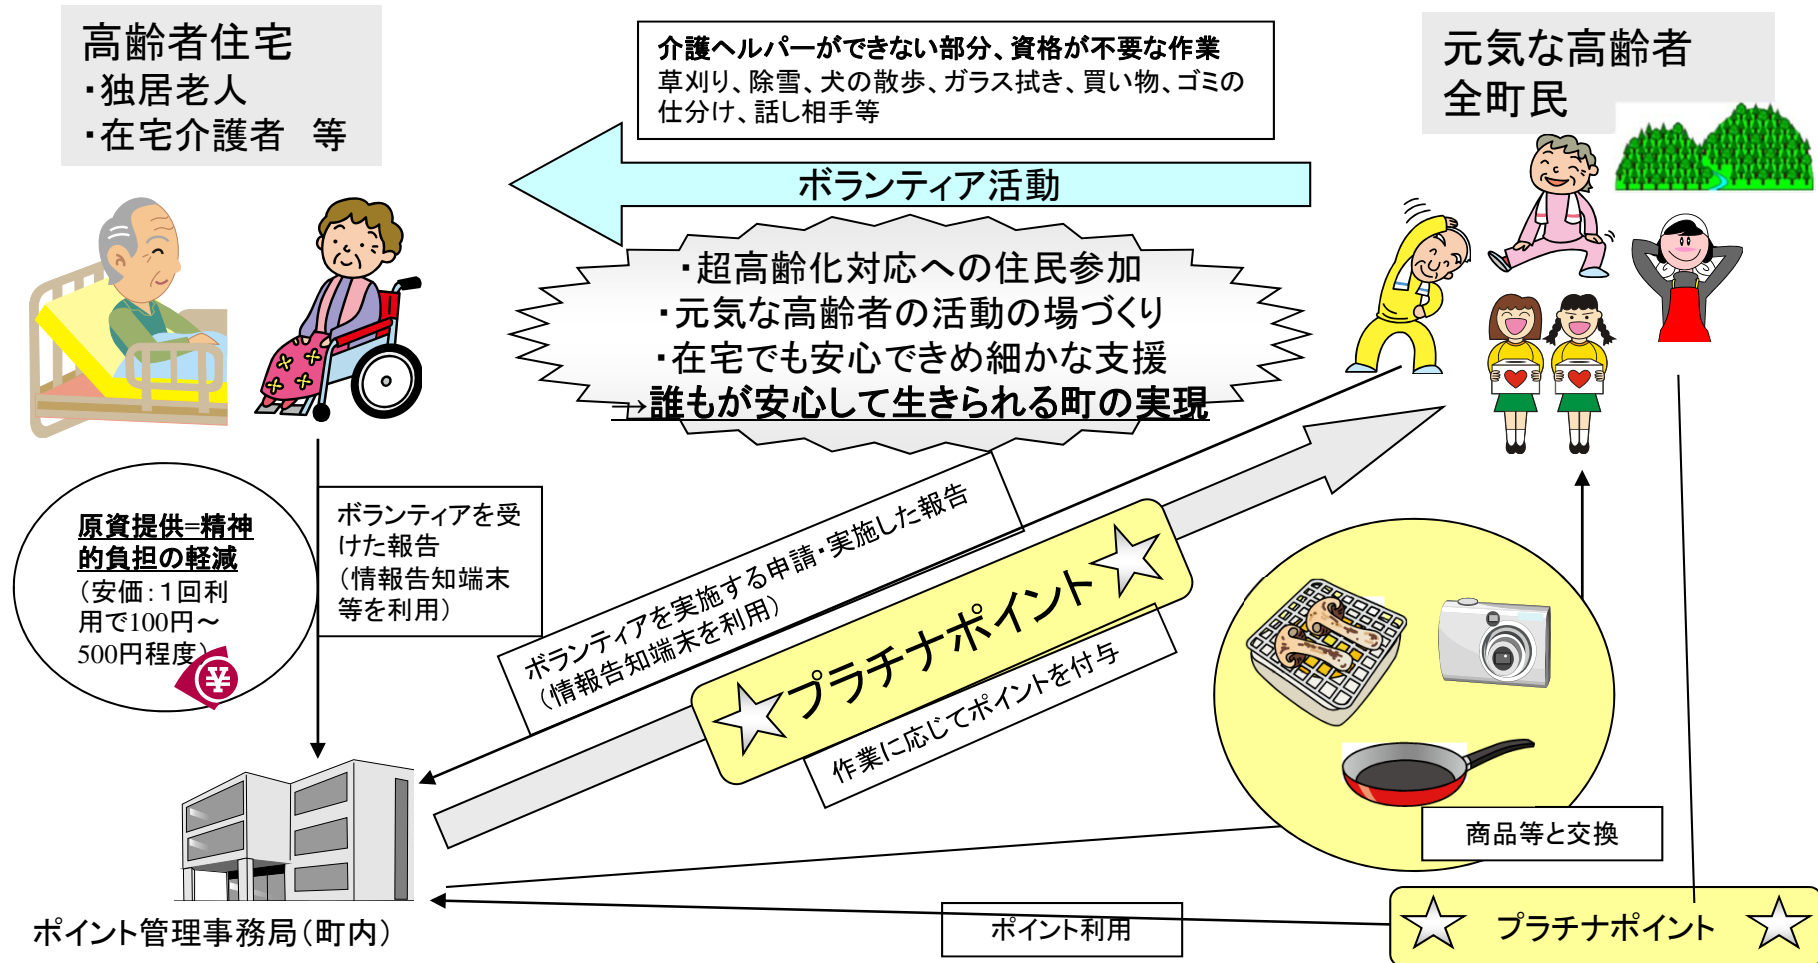 高齢者住宅
・独居老人
・在宅介護者　等
介護ヘルパーができない部分、資格が不要な作業
草刈り、除雪、犬の散歩、ガラス拭き、買い物、ゴミの
仕分け、話し相手等
元気な高齢者
全町民
ボランティア活動
・超高齢化対応への住民参加
・元気な高齢者の活動の場づくり
・在宅でも安心できめ細かな支援
→誰もが安心して生きられる町の実現
原資提供=精神
的負担の軽減
（安価：１回利
用で100円～
500円程度）
ボランティアを受
けた報告
（情報告知端末
等を利用）
ボランティアを実施する申請・実施した報告
（情報告知端末を利用）
プラチナポイント
作業に応じてポイントを付与
商品等と交換
ポイント管理事務局（町内）
ポイント利用
プラチナポイント
¥